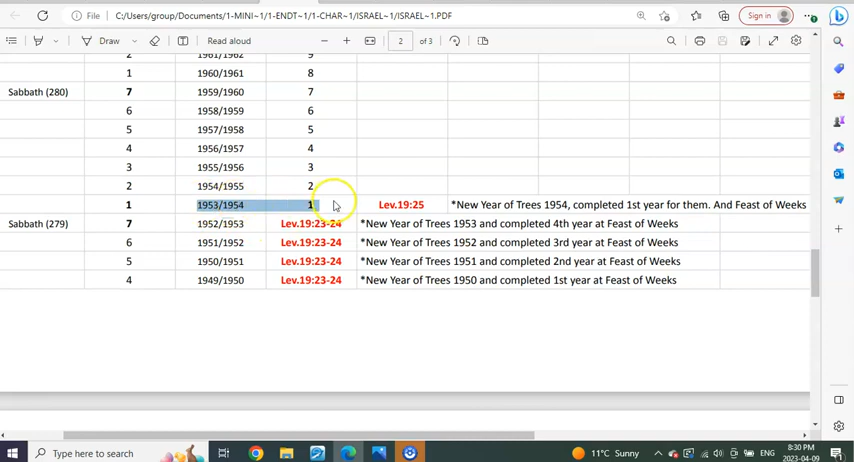 File C:/Users/group/Documents/1-MINI~1/1-ENDT~1/1-CHAR~1/ISRAEL~1/ISRAEL~1.PDF Sign in
Draw Read aloud 2 of 3
2 1961/1962 9
1 1960/1961 8
Sabbath (280) 7 1959/1960 7
6 1958/1959 6
5 1957/1958 5
4 1956/1957 4
3 1955/1956 3
2 1954/1955 2
1 1953/1954 1 Lev.19:25 *New Year of Trees 1954, completed 1st year for them. And Feast of Weeks
Sabbath (279) 7 1952/1953 Lev.19:23-24 *New Year of Trees 1953 and completed 4th year at Feast of Weeks
6 1951/1952 Lev.19:23-24 *New Year of Trees 1952 and completed 3rd year at Feast of Weeks
5 1950/1951 Lev.19:23-24 *New Year of Trees 1951 and completed 2nd year at Feast of Weeks
4 1949/1950 Lev.19:23-24 *New Year of Trees 1950 and completed 1st year at Feast of Weeks
Type here to search 11°C Sunny ENG 8:30 PM
2023-04-09